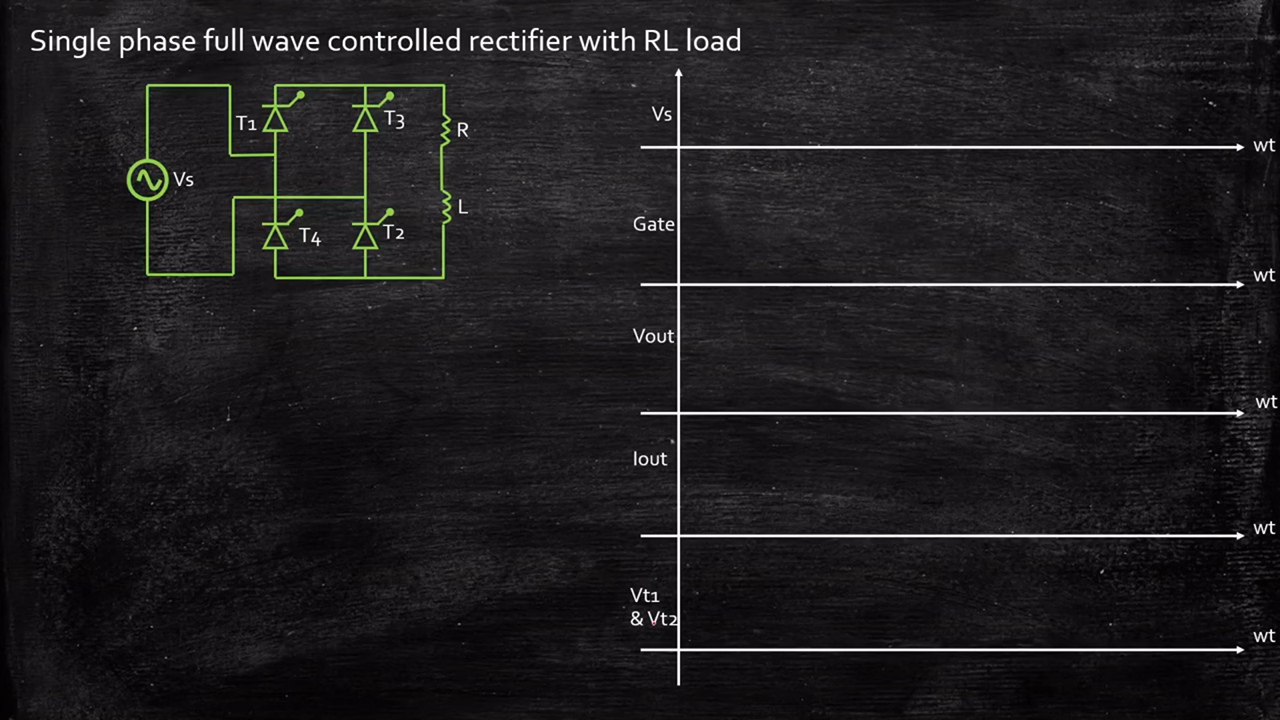 Single phase full wave controlled rectifier with RL load
T1
T3
R
Vs
L
T4
T2
Vs
wt
Gate
wt
Vout
wt
Iout
wt
Vt1
& Vt2
wt